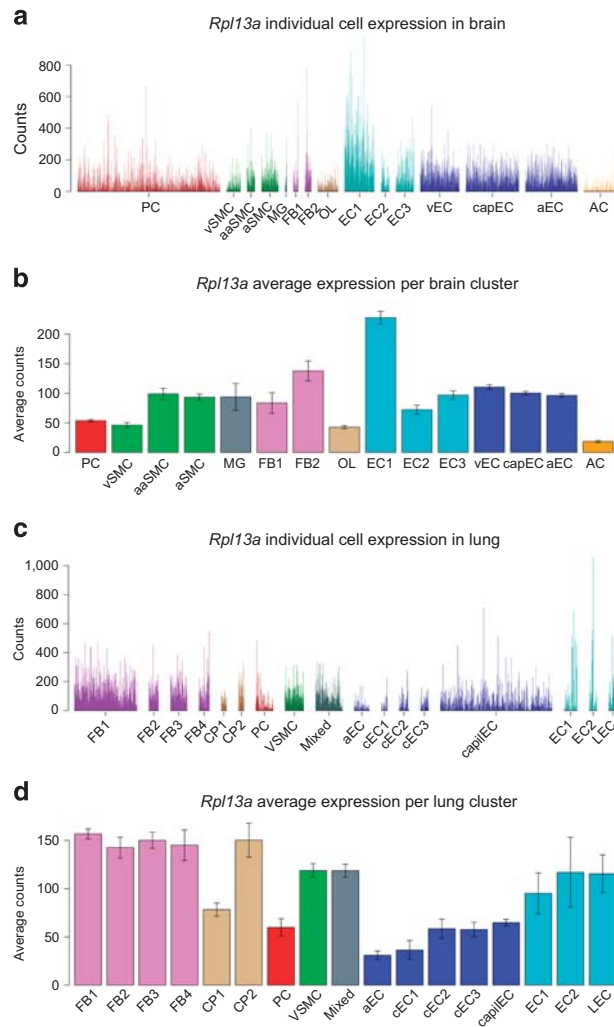 a
Rpl13a individual cell expression in brain
Counts
800
600
400
200
0
PC vSMC aaSMC aSMC MG FB1 FB2 OL EC1 EC2 EC3 vEC capEC aEC AC
b
Rpl13a average expression per brain cluster
Average counts
200
150
100
50
0
PC vSMC aaSMC aSMC MG FB1 FB2 OL EC1 EC2 EC3 vEC capEC aEC AC
c
Rpl13a individual cell expression in lung
Counts
1,000
800
600
400
200
0
FB1 FB2 FB3 FB4 CP1 CP2 PC VSMC Mixed aEC cEC1 cEC2 cEC3 capilEC EC1 EC2 LEC
d
Rpl13a average expression per lung cluster
Average counts
150
100
50
0
FB1 FB2 FB3 FB4 CP1 CP2 PC VSMC Mixed aEC cEC1 cEC2 cEC3 capilEC EC1 EC2 LEC